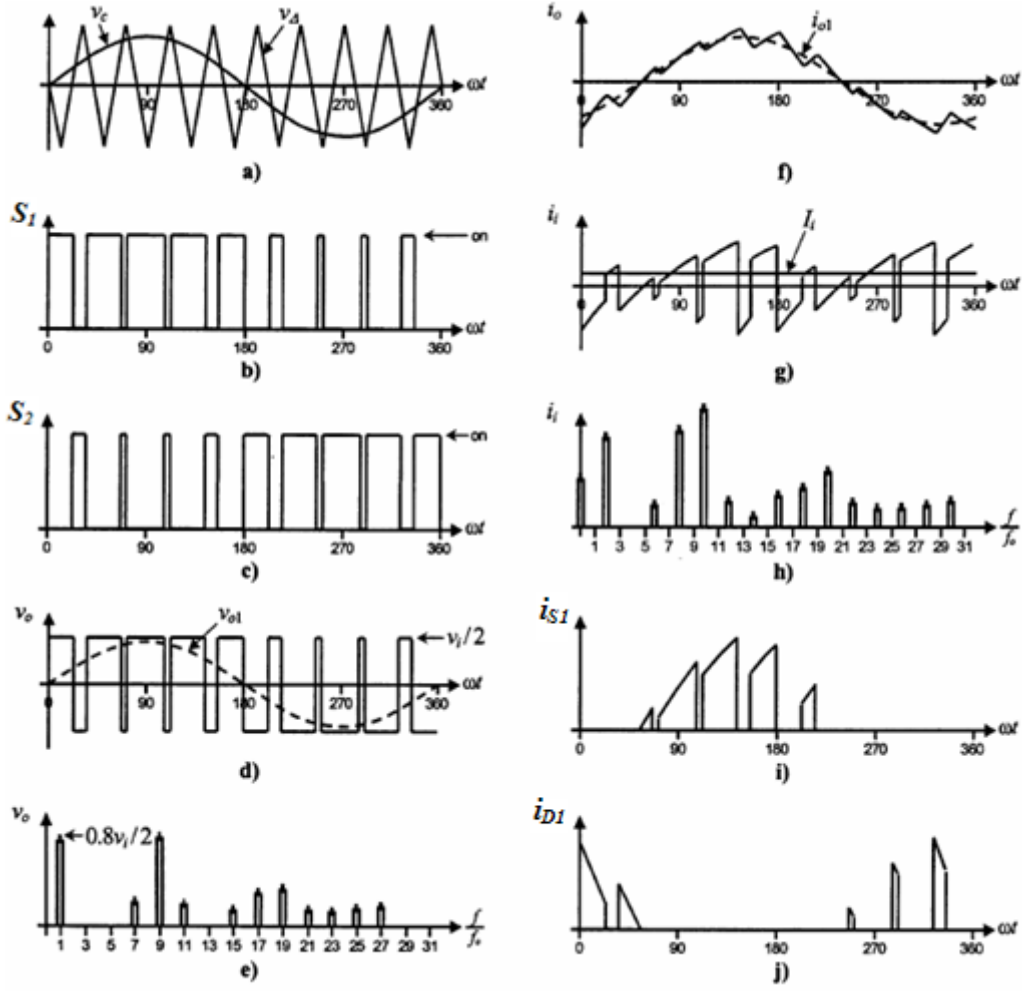 v_c v_Δ
ωt
90 180 270 360
a)
S1
on
ωt
0 90 180 270 360
b)
S2
on
ωt
0 90 180 270 360
c)
v_o v_o1
v_i/2
ωt
0 90 180 270 360
d)
v_o
0.8v_i/2
f/f_o
1 3 5 7 9 11 13 15 17 19 21 23 25 27 29 31
e)
i_o i_o1
ωt
0 90 180 270 360
f)
i_i I_i
ωt
0 90 180 270 360
g)
i_i
f/f_o
1 3 5 7 9 11 13 15 17 19 21 23 25 27 29 31
h)
i_S1
ωt
0 90 180 270 360
i)
i_D1
ωt
0 90 180 270 360
j)